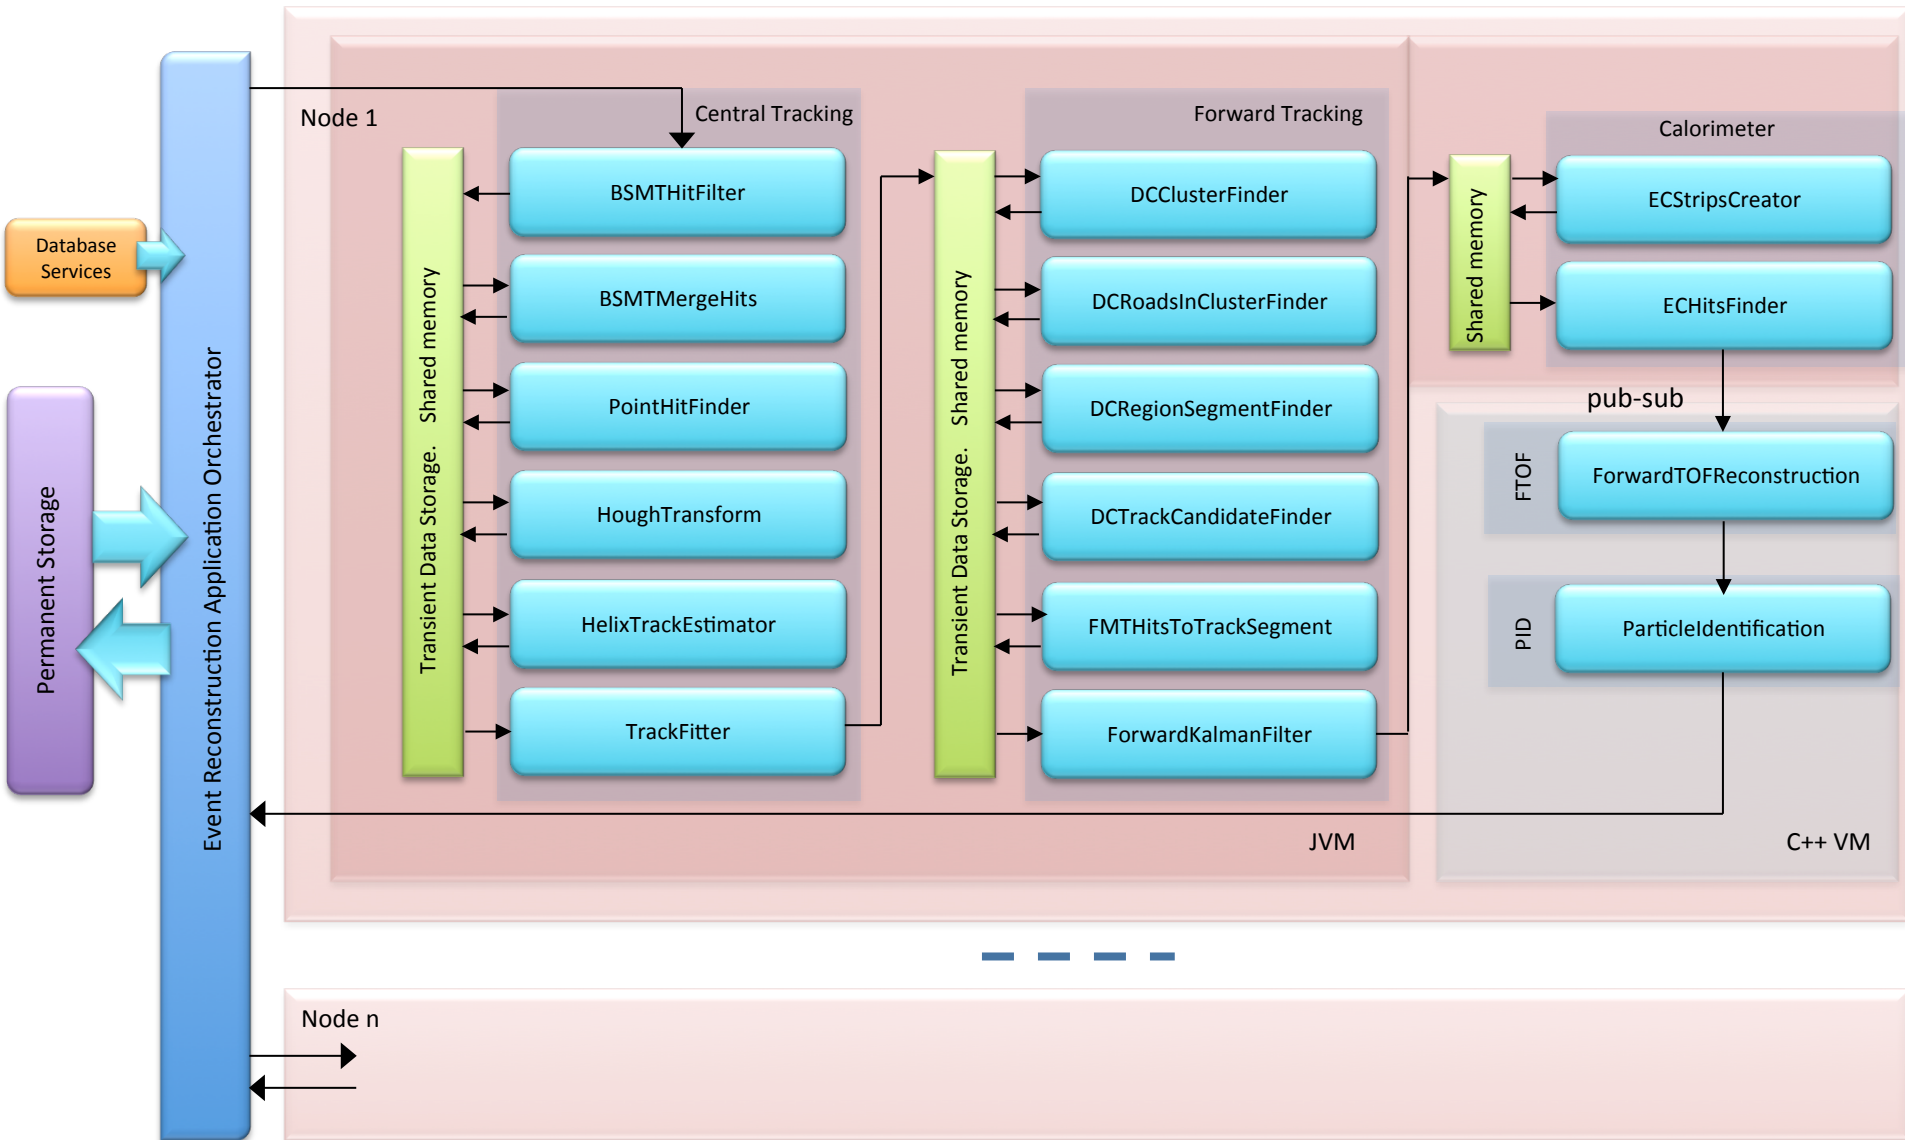 Node 1
Central Tracking
Forward Tracking
Calorimeter
BSMTHitFilter
DCClusterFinder
ECStripsCreator
Database
Services
BSMTMergeHits
DCRoadsInClusterFinder
ECHitsFinder
Shared memory
pub-sub
PointHitFinder
DCRegionSegmentFinder
Transient Data Storage.   Shared memory
Transient Data Storage.   Shared memory
FTOF
ForwardTOFReconstruction
HoughTransform
DCTrackCandidateFinder
Permanent Storage
Event Reconstruction Application Orchestrator
HelixTrackEstimator
FMTHitsToTrackSegment
PID
ParticleIdentification
TrackFitter
ForwardKalmanFilter
JVM
C++ VM
Node n